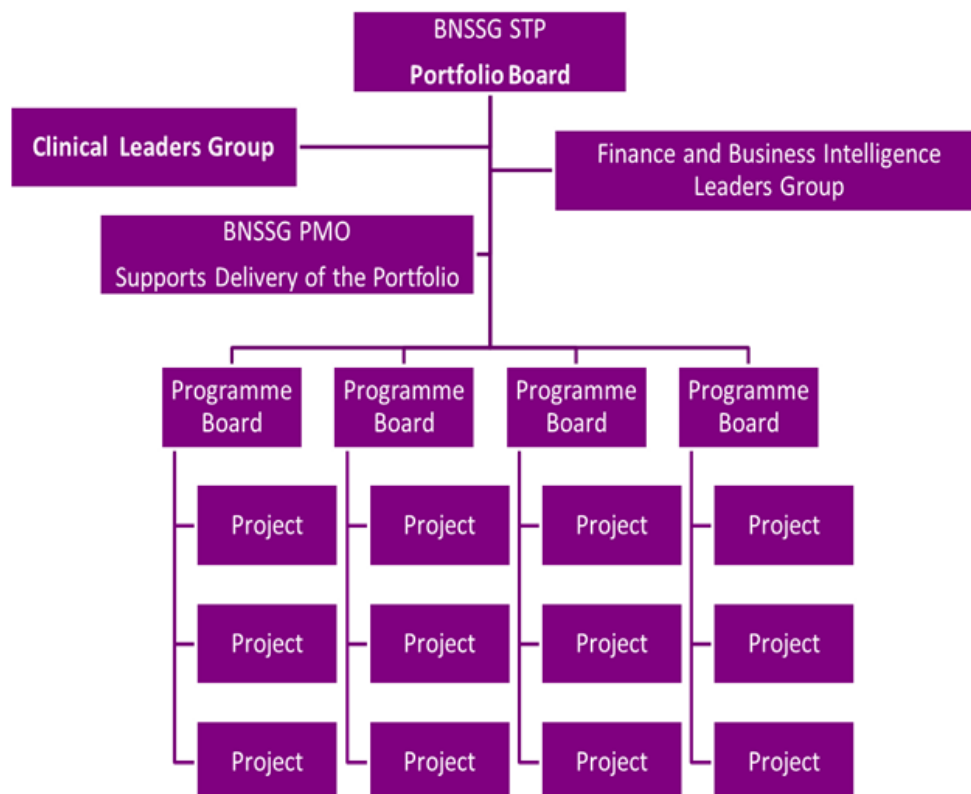 BNSSG STP
Portfolio Board
Clinical Leaders Group
Finance and Business Intelligence
Leaders Group
BNSSG PMO
Supports Delivery of the Portfolio
Programme
Board
Programme
Board
Programme
Board
Programme
Board
Project
Project
Project
Project
Project
Project
Project
Project
Project
Project
Project
Project